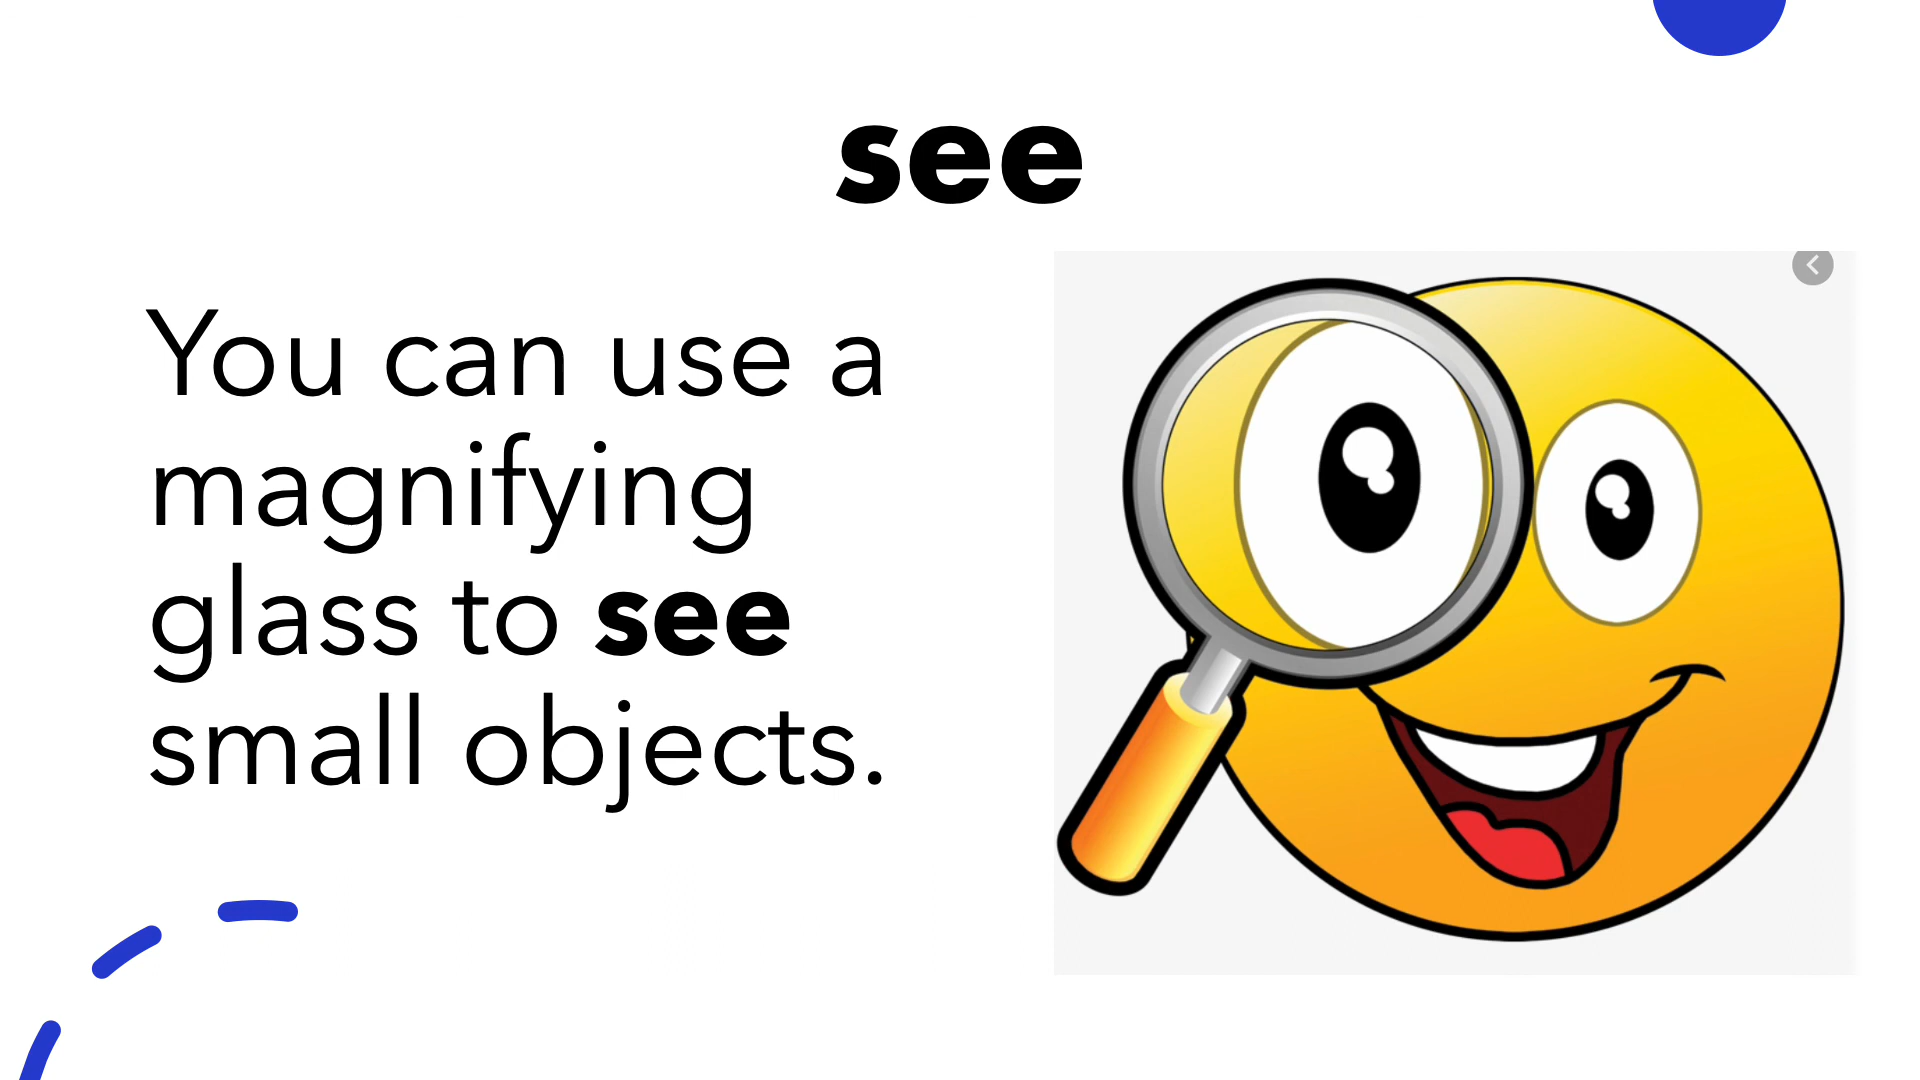 see
You can use a
magnifying
glass to see
small objects.